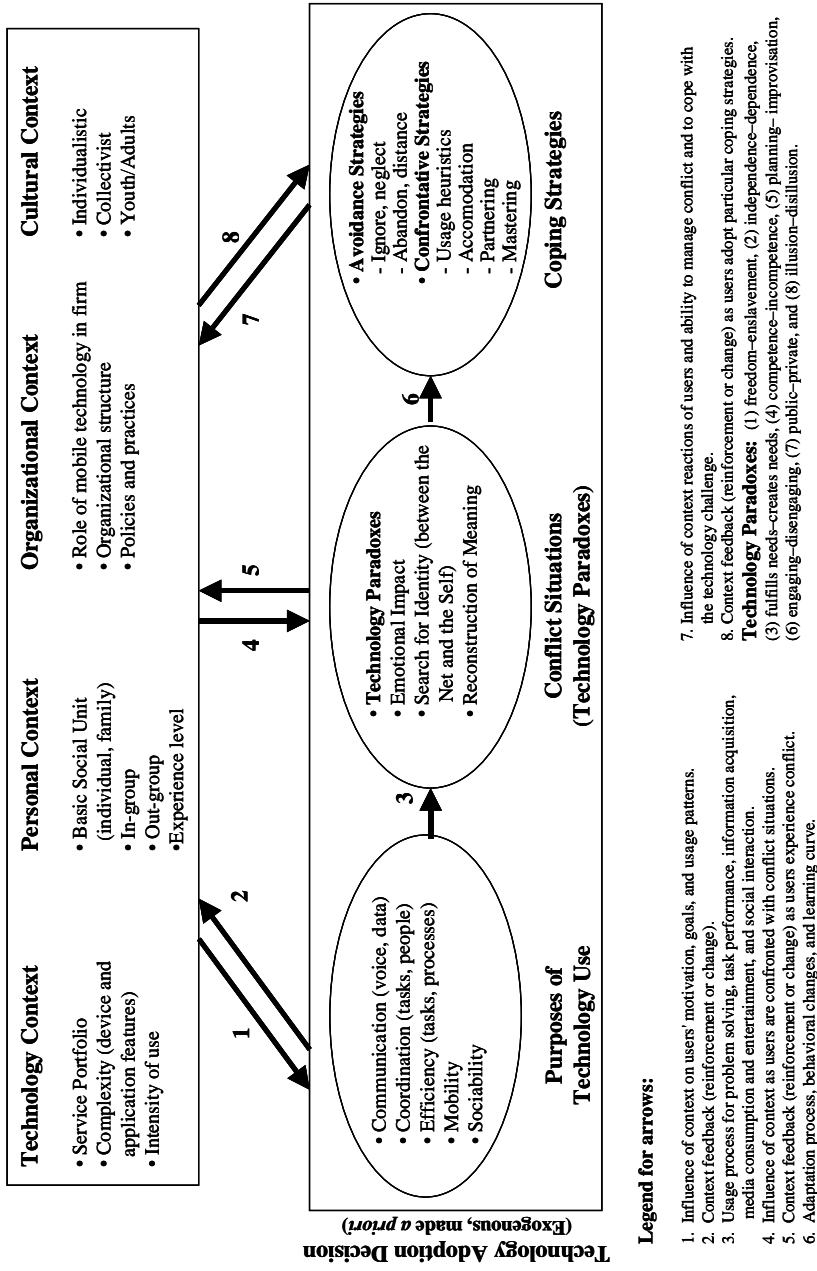 Technology Context
• Service Portfolio
• Complexity (device and
application features)
• Intensity of use
Personal Context
• Basic Social Unit
(individual, family)
• In-group
• Out-group
•Experience level
Organizational Context
• Role of mobile technology in firm
• Organizational structure
• Policies and practices
Cultural Context
• Individualistic
• Collectivist
• Youth/Adults
1
2
4
5
7
8
Technology Adoption Decision
(Exogenous, made a priori)
• Communication (voice, data)
• Coordination (tasks, people)
• Efficiency (tasks, processes)
• Mobility
• Sociability
Purposes of
Technology Use
3
• Technology Paradoxes
• Emotional Impact
• Search for Identity (between the
Net and the Self)
• Reconstruction of Meaning
Conflict Situations
(Technology Paradoxes)
6
• Avoidance Strategies
- Ignore, neglect
- Abandon, distance
• Confrontative Strategies
- Usage heuristics
- Accomodation
- Partnering
- Mastering
Coping Strategies
Legend for arrows:
1. Influence of context on users' motivation, goals, and usage patterns.
2. Context feedback (reinforcement or change).
3. Usage process for problem solving, task performance, information acquisition,
media consumption and entertainment, and social interaction.
4. Influence of context as users are confronted with conflict situations.
5. Context feedback (reinforcement or change) as users experience conflict.
6. Adaptation process, behavioral changes, and learning curve.
7. Influence of context reactions of users and ability to manage conflict and to cope with
the technology challenge.
8. Context feedback (reinforcement or change) as users adopt particular coping strategies.
Technology Paradoxes: (1) freedom–enslavement, (2) independence–dependence,
(3) fulfills needs–creates needs, (4) competence–incompetence, (5) planning– improvisation,
(6) engaging–disengaging, (7) public–private, and (8) illusion–disillusion.